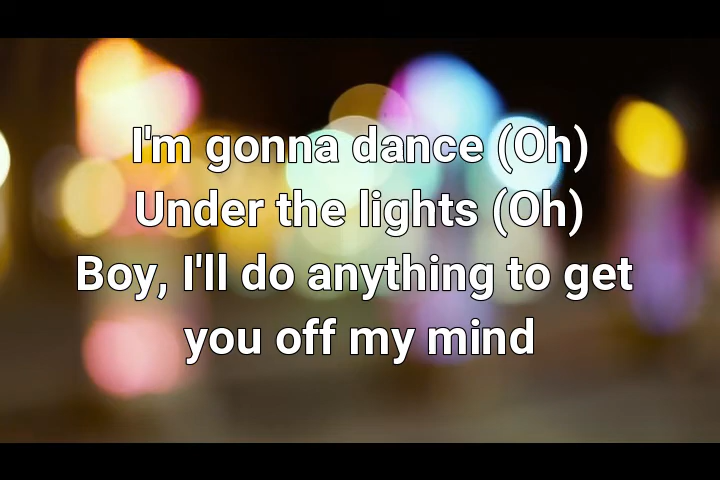 I'm gonna dance (Oh)
Under the lights (Oh)
Boy, I'll do anything to get
you off my mind